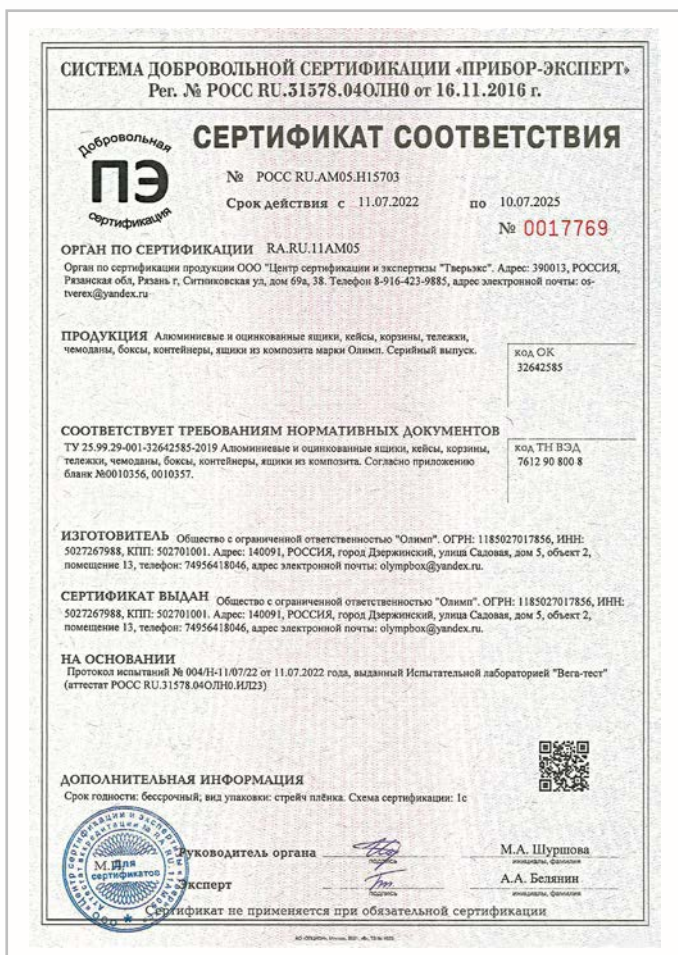 СИСТЕМА ДОБРОВОЛЬНОЙ СЕРТИФИКАЦИИ «ПРИБОР-ЭКСПЕРТ»
Рег. № РОСС RU.31578.04ОЛН0 от 16.11.2016 г.
Добровольная
ПЭ
сертификация
СЕРТИФИКАТ СООТВЕТСТВИЯ
№ РОСС RU.АМ05.Н15703
Срок действия с 11.07.2022 по 10.07.2025
№ 0017769
ОРГАН ПО СЕРТИФИКАЦИИ RA.RU.11АМ05
Орган по сертификации продукции ООО "Центр сертификации и экспертизы "Тверьэкс". Адрес: 390013, РОССИЯ,
Рязанская обл, Рязань г, Ситниковская ул, дом 69а, 38. Телефон 8-916-423-9885, адрес электронной почты: os-
tverex@yandex.ru
ПРОДУКЦИЯ Алюминиевые и оцинкованные ящики, кейсы, корзины, тележки,
чемоданы, боксы, контейнеры, ящики из композита марки Олимп. Серийный выпуск.
код ОК
32642585
СООТВЕТСТВУЕТ ТРЕБОВАНИЯМ НОРМАТИВНЫХ ДОКУМЕНТОВ
ТУ 25.99.29-001-32642585-2019 Алюминиевые и оцинкованные ящики, кейсы, корзины,
тележки, чемоданы, боксы, контейнеры, ящики из композита. Согласно приложению
бланк №0010356, 0010357.
код ТН ВЭД
7612 90 800 8
ИЗГОТОВИТЕЛЬ Общество с ограниченной ответственностью "Олимп". ОГРН: 1185027017856, ИНН:
5027267988, КПП: 502701001. Адрес: 140091, РОССИЯ, город Дзержинский, улица Садовая, дом 5, объект 2,
помещение 13, телефон: 74956418046, адрес электронной почты: olympbox@yandex.ru.
СЕРТИФИКАТ ВЫДАН Общество с ограниченной ответственностью "Олимп". ОГРН: 1185027017856, ИНН:
5027267988, КПП: 502701001. Адрес: 140091, РОССИЯ, город Дзержинский, улица Садовая, дом 5, объект 2,
помещение 13, телефон: 74956418046, адрес электронной почты: olympbox@yandex.ru.
НА ОСНОВАНИИ
Протокол испытаний № 004/Н-11/07/22 от 11.07.2022 года, выданный Испытательной лабораторией "Вега-тест"
(аттестат РОСС RU.31578.04ОЛН0.ИЛ23)
ДОПОЛНИТЕЛЬНАЯ ИНФОРМАЦИЯ
Срок годности: бессрочный; вид упаковки: стрейч плёнка. Схема сертификации: 1с
М.П.
Для
сертификатов
Руководитель органа
подпись
М.А. Шуршова
инициалы, фамилия
Эксперт
подпись
А.А. Белянин
инициалы, фамилия
Сертификат не применяется при обязательной сертификации